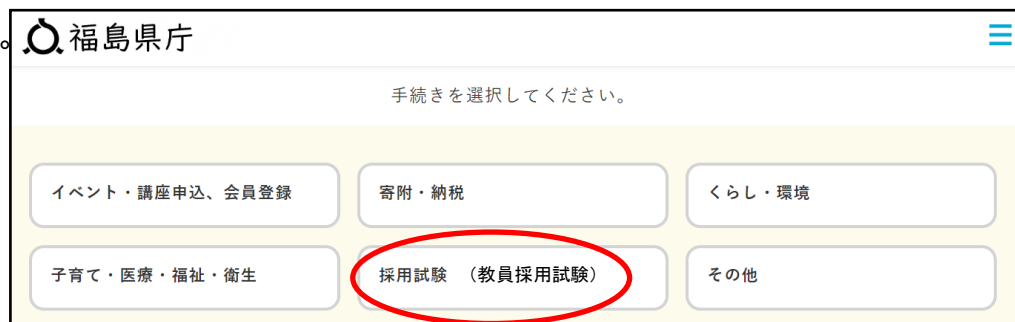 。
福島県庁
手続きを選択してください。
イベント・講座申込、会員登録
寄附・納税
くらし・環境
子育て・医療・福祉・衛生
採用試験 （教員採用試験）
その他